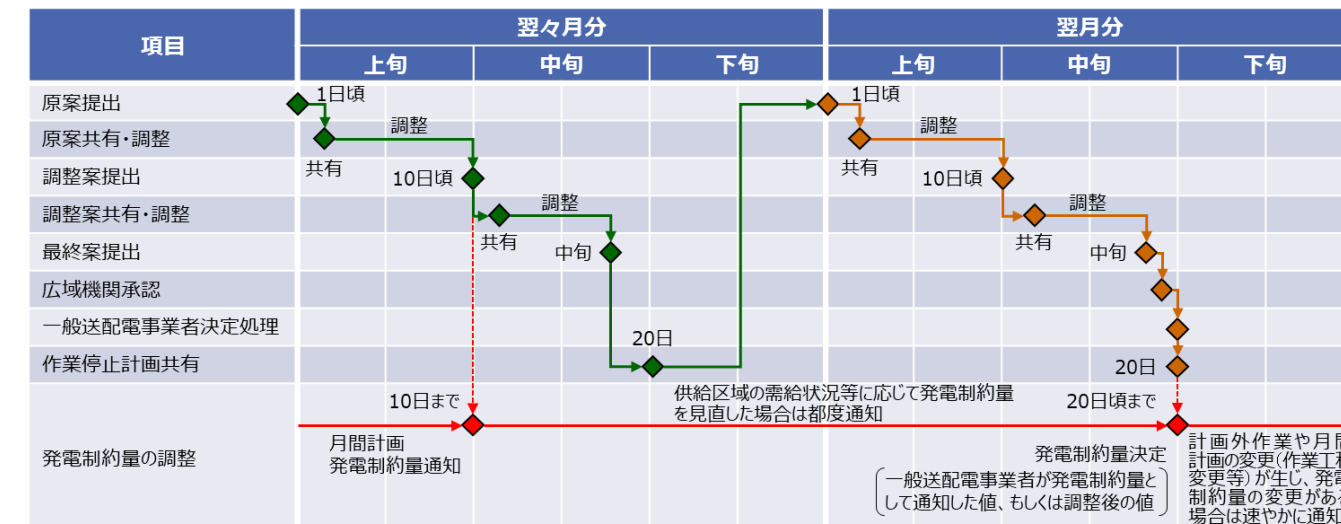 項目
翌々月分
翌月分
上旬
中旬
下旬
上旬
中旬
下旬
原案提出
1日頃
1日頃
原案共有・調整
調整
調整
共有
共有
調整案提出
10日頃
10日頃
調整案共有・調整
調整
調整
共有
共有
最終案提出
中旬
中旬
広域機関承認
一般送配電事業者決定処理
20日
作業停止計画共有
20日
供給区域の需給状況等に応じて発電制約量
を見直した場合は都度通知
10日まで
20日頃まで
発電制約量の調整
月間計画
発電制約量通知
発電制約量決定
一般送配電事業者が発電制約量と
して通知した値、もしくは調整後の値
計画外作業や月間
計画の変更(作業工程
変更等)が生じ、発電
制約量の変更がある
場合は速やかに通知